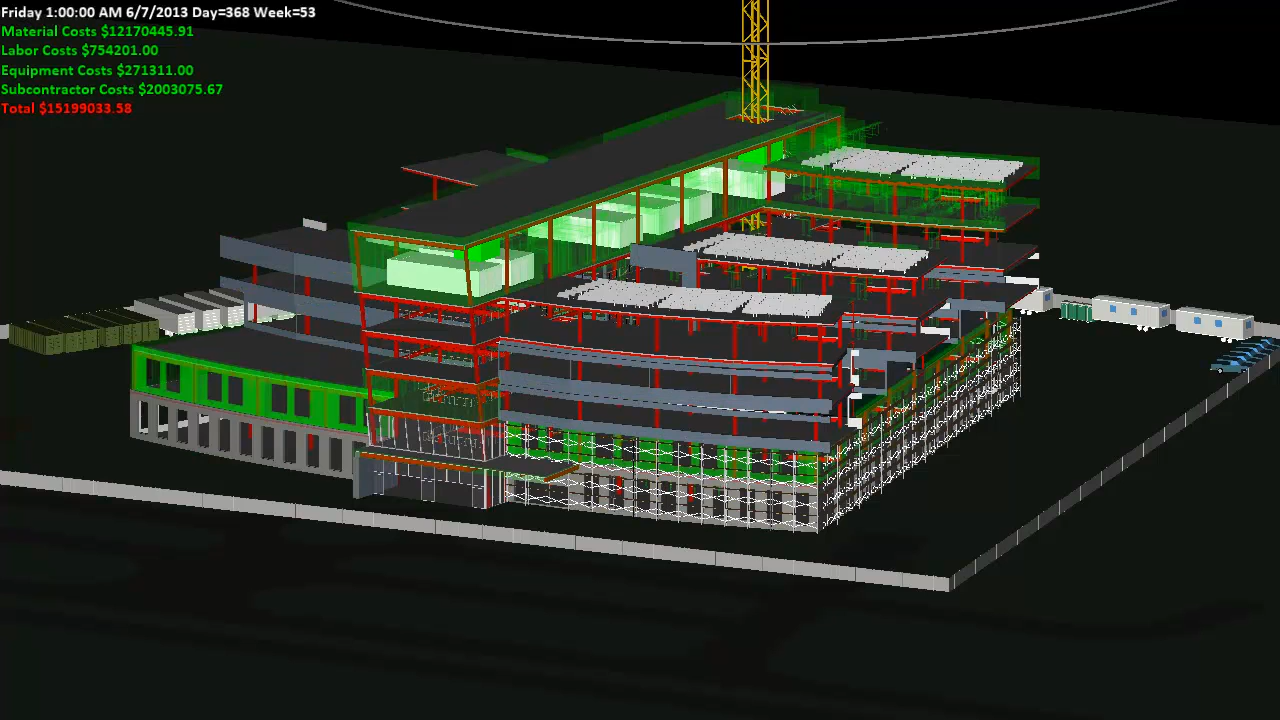 Friday 1:00:00 AM 6/7/2013 Day=368 Week=53
Material Costs $12170445.91
Labor Costs $754201.00
Equipment Costs $271311.00
Subcontractor Costs $2003075.67
Total $15199033.58